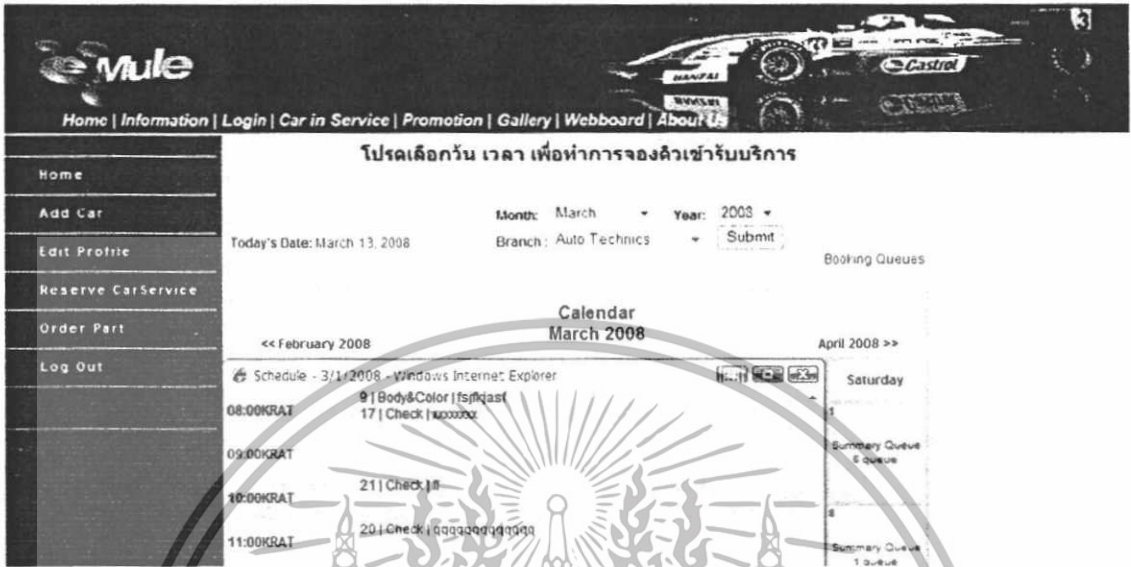 3
eMule
HANZAI
Castrol
Home | Information | Login | Car in Service | Promotion | Gallery | Webboard | About Us
โปรดเลือกวัน เวลา เพื่อทำการจองคิวเข้ารับบริการ
Home
Add Car
Edit Profile
Reserve CarService
Order Part
Log Out
Month: March Year: 2008
Today's Date: March 13, 2008 Branch: Auto Technics Submit
Booking Queues
Calendar
March 2008
<< February 2008 April 2008 >>
Schedule - 3/1/2008 - Windows Internet Explorer
Saturday
9 | Body&Color |
08:00KRAT 17 | Check |
1
09:00KRAT
Summary Queue
6 queue
21 | Check |
10:00KRAT
8
20 | Check |
11:00KRAT
Summary Queue
1 queue